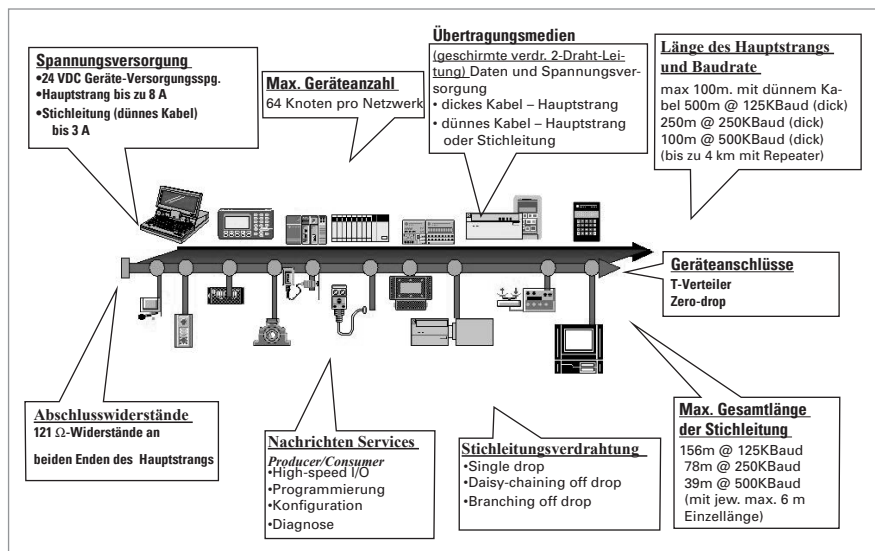 Spannungsversorgung
•24 VDC Geräte-Versorgungsspg.
•Hauptstrang bis zu 8 A
•Stichleitung (dünnes Kabel)
bis 3 A
Max. Geräteanzahl
64 Knoten pro Netzwerk
Übertragungsmedien
(geschirmte verdr. 2-Draht-Lei-
tung) Daten und Spannungsver-
sorgung
• dickes Kabel – Hauptstrang
• dünnes Kabel – Hauptstrang
oder Stichleitung
Länge des Hauptstrangs
und Baudrate
max 100m. mit dünnem Ka-
bel 500m @ 125KBaud (dick)
250m @ 250KBaud (dick)
100m @ 500KBaud (dick)
(bis zu 4 km mit Repeater)
Geräteanschlüsse
T-Verteiler
Zero-drop
Abschlusswiderstände
121 Ω-Widerstände an
beiden Enden des Hauptstrangs
Nachrichten Services
Producer/Consumer
•High-speed I/O
•Programmierung
•Konfiguration
•Diagnose
Stichleitungsverdrahtung
•Single drop
•Daisy-chaining off drop
•Branching off drop
Max. Gesamtlänge
der Stichleitung
156m @ 125KBaud
78m @ 250KBaud
39m @ 500KBaud
(mit jew. max. 6 m
Einzellänge)